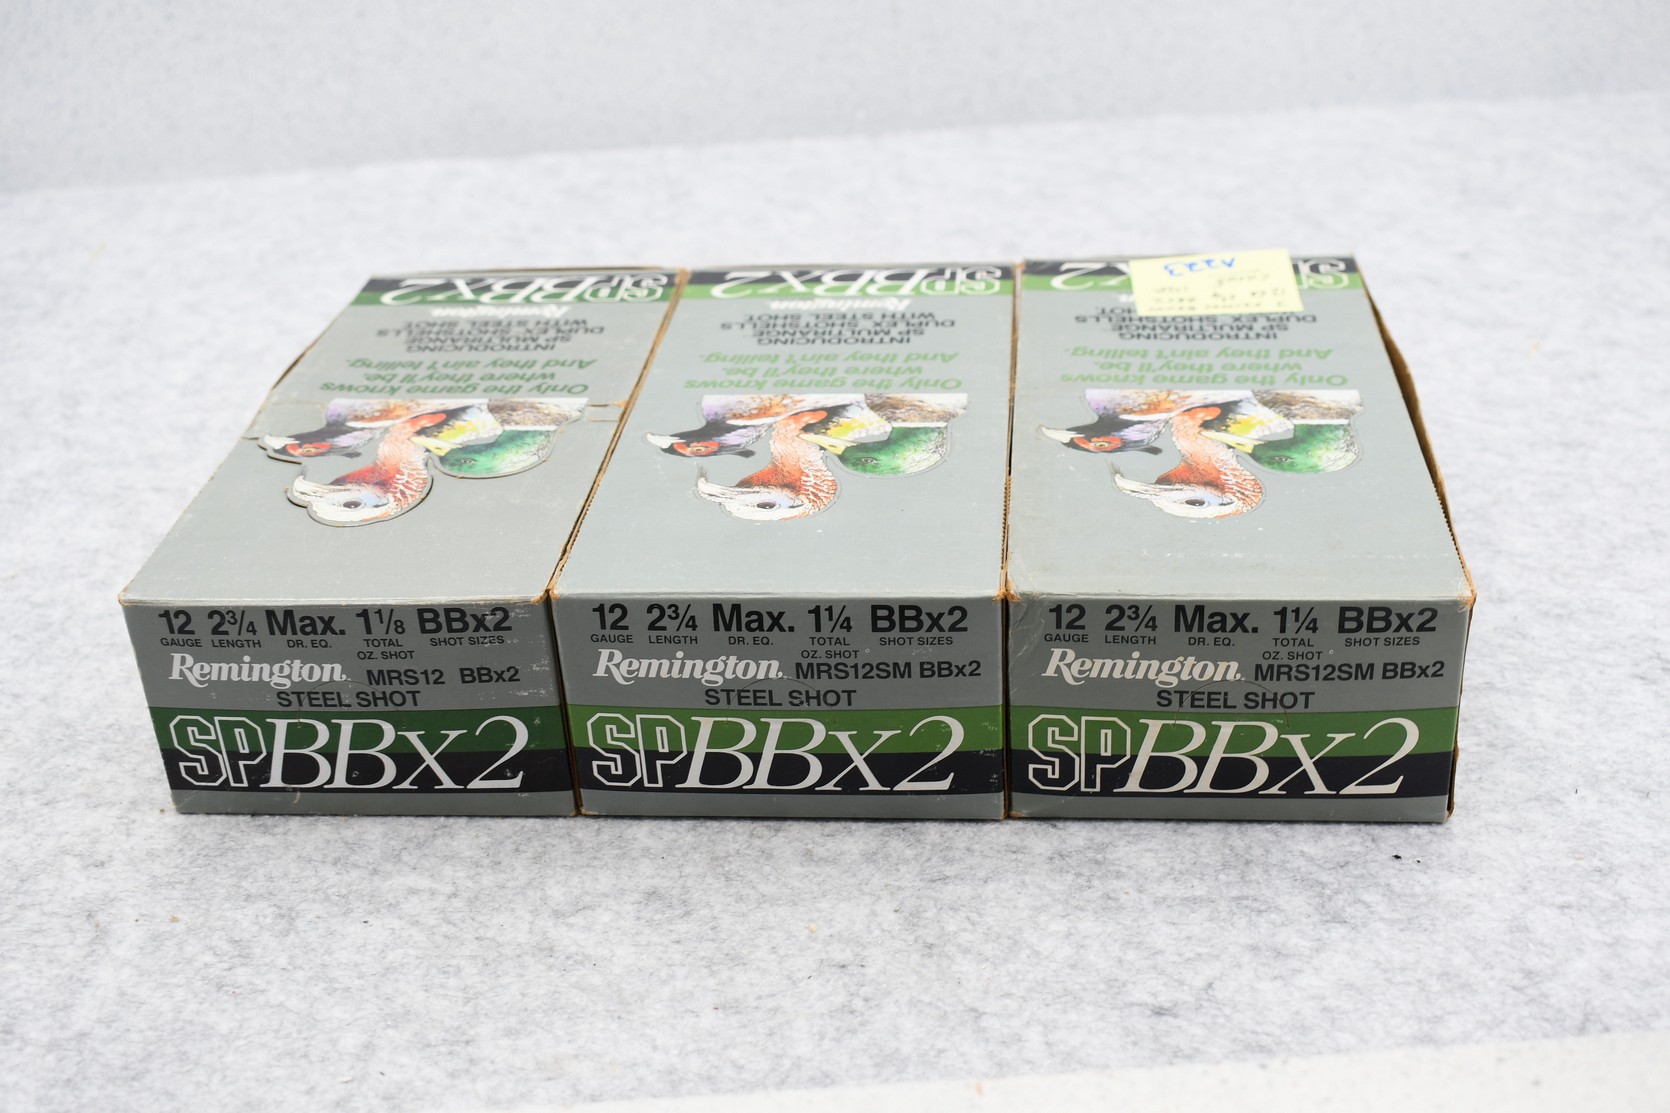 SPBBx2
Remington
INTRODUCING
SP MULTIRANGE
DUPLEX SHOTSHELLS
WITH STEEL SHOT.
Only the game knows
where they'll be.
And they ain't telling.
12 2¾ Max. 1⅛ BBx2
GAUGE LENGTH DR. EQ. TOTAL SHOT SIZES
OZ. SHOT
Remington. MRS12 BBx2
STEEL SHOT
SPBBx2
SPBBx2
Remington
INTRODUCING
SP MULTIRANGE
DUPLEX SHOTSHELLS
WITH STEEL SHOT.
Only the game knows
where they'll be.
And they ain't telling.
12 2¾ Max. 1¼ BBx2
GAUGE LENGTH DR. EQ. TOTAL SHOT SIZES
OZ. SHOT
Remington. MRS12SM BBx2
STEEL SHOT
SPBBx2
SP x2
A223
INTRODUCING
SP MULTIRANGE
DUPLEX SHOTSHELLS
Only the game knows
where they'll be.
And they ain't telling.
12 2¾ Max. 1¼ BBx2
GAUGE LENGTH DR. EQ. TOTAL SHOT SIZES
OZ. SHOT
Remington. MRS12SM BBx2
STEEL SHOT
SPBBx2